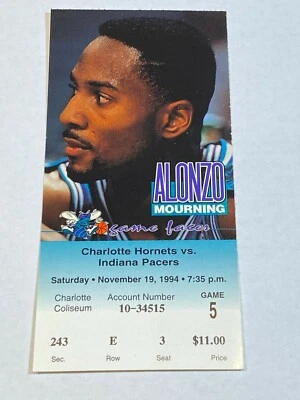 ALONZO
MOURNING
game faces
Charlotte Hornets vs.
Indiana Pacers
Saturday • November 19, 1994 • 7:35 p.m.
Charlotte Coliseum
Account Number
10-34515
GAME
5
243 E 3 $11.00
Sec. Row Seat Price